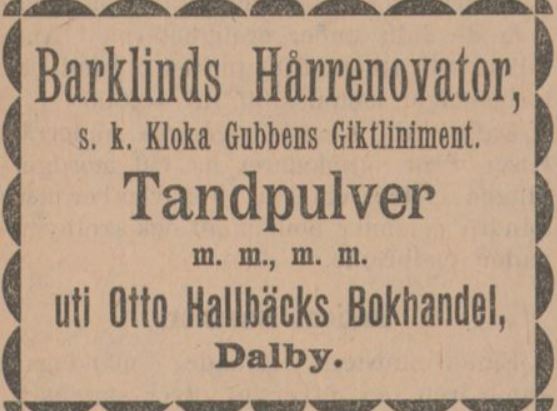 Barklinds Hårrenovator,
s. k. Kloka Gubbens Giktliniment.
Tandpulver
m. m., m. m.
uti Otto Hallbäcks Bokhandel,
Dalby.